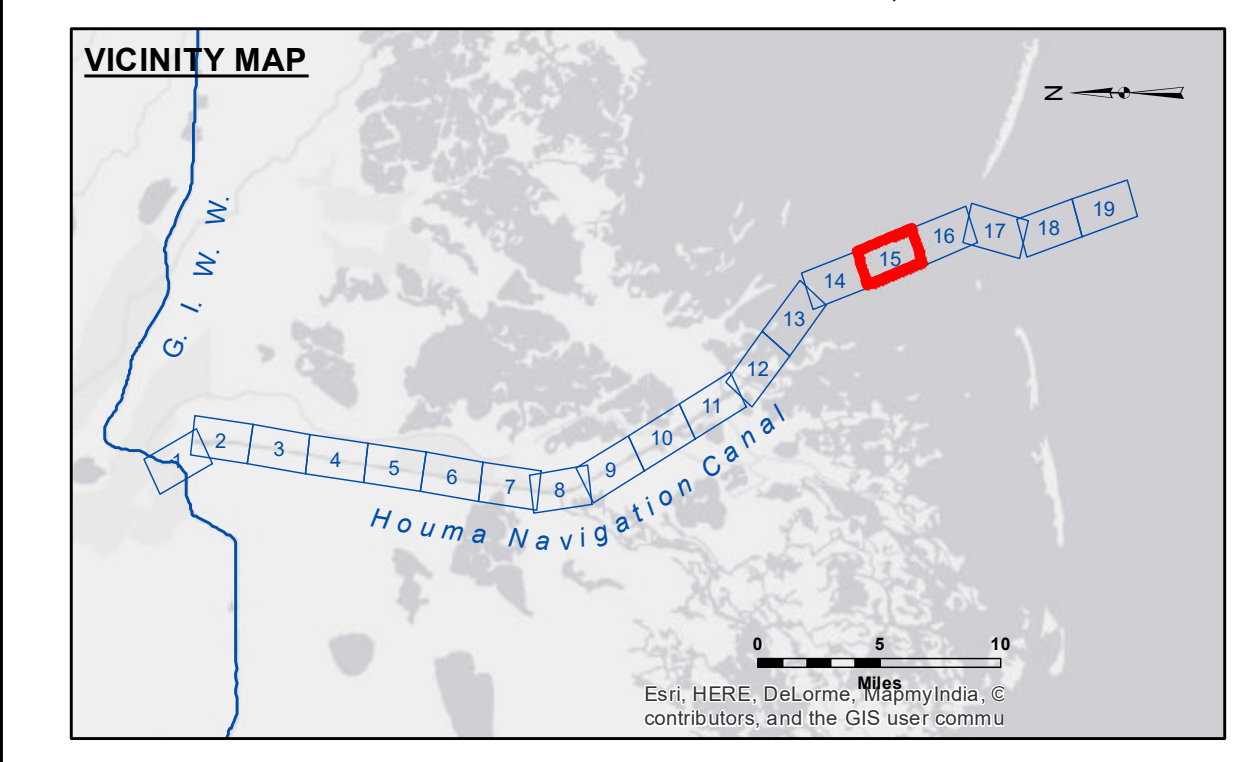 VICINITY MAP
N
G. I. W. W.
19
18
17
16
15
14
13
12
11
10
9
8
7
6
5
4
3
2
1
Houma Navigation Canal
0 5 10
Miles
Esri, HERE, DeLorme, MapmyIndia, ©
contributors, and the GIS user commu